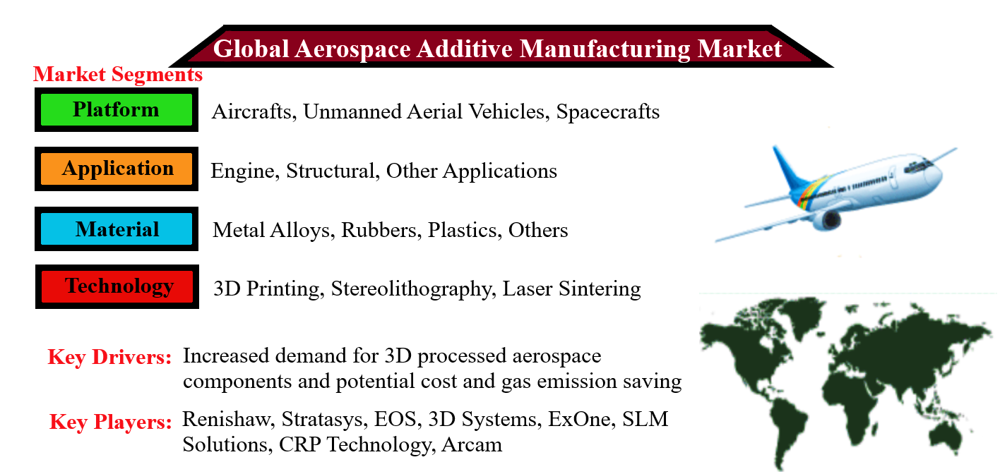 Global Aerospace Additive Manufacturing Market
Market Segments
Platform
Aircrafts, Unmanned Aerial Vehicles, Spacecrafts
Application
Engine, Structural, Other Applications
Material
Metal Alloys, Rubbers, Plastics, Others
Technology
3D Printing, Stereolithography, Laser Sintering
Key Drivers: Increased demand for 3D processed aerospace
components and potential cost and gas emission saving
Key Players: Renishaw, Stratasys, EOS, 3D Systems, ExOne, SLM
Solutions, CRP Technology, Arcam